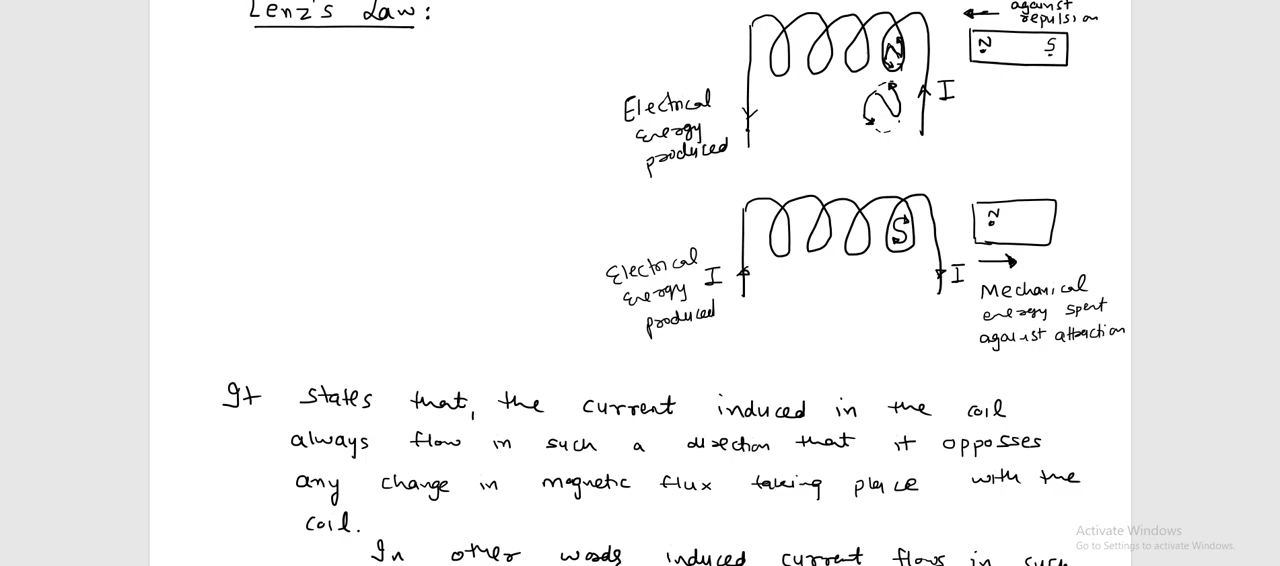 Lenz's Law:
against
repulsion
N
S
N
N
I
Electrical
energy
produced
N
S
Electrical
energy
produced
I
I
Mechanical
energy spent
against attraction
It states that, the current induced in the coil
always flow in such a direction that it opposses
any change in magnetic flux taking place with the
coil.
In other words induced current flows in such
Activate Windows
Go to Settings to activate Windows.